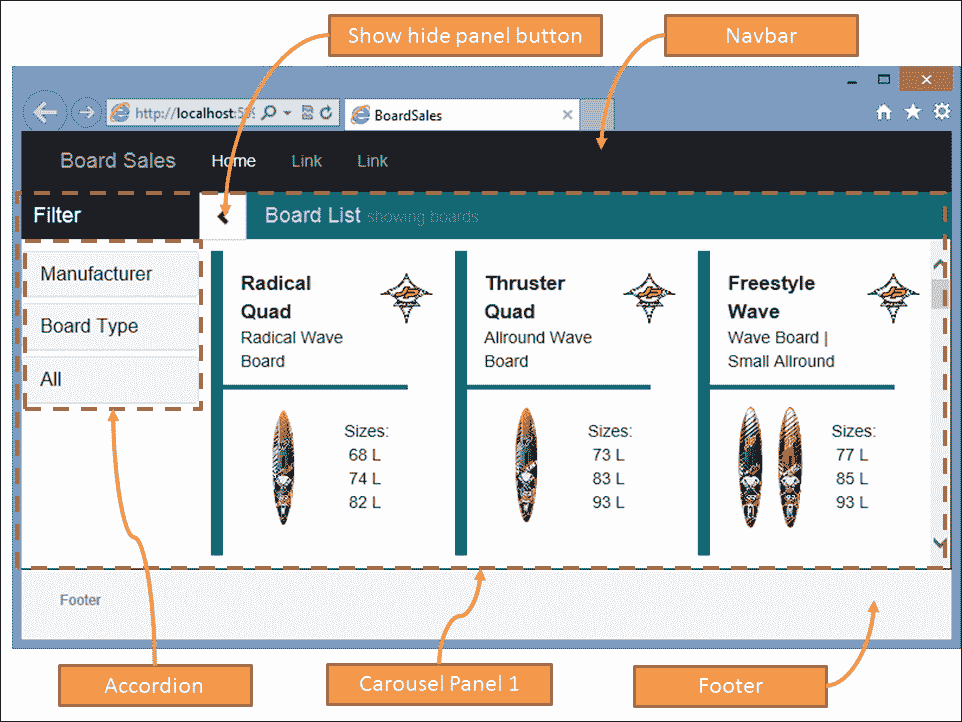 Show hide panel button
Navbar
http://localhost:5
BoardSales
Board Sales Home Link Link
Filter
Board List showing boards
Manufacturer
Board Type
All
Radical
Quad
Radical Wave
Board
Sizes:
68 L
74 L
82 L
Thruster
Quad
Allround Wave
Board
Sizes:
73 L
83 L
93 L
Freestyle
Wave
Wave Board |
Small Allround
Sizes:
77 L
85 L
93 L
Footer
Accordion
Carousel Panel 1
Footer